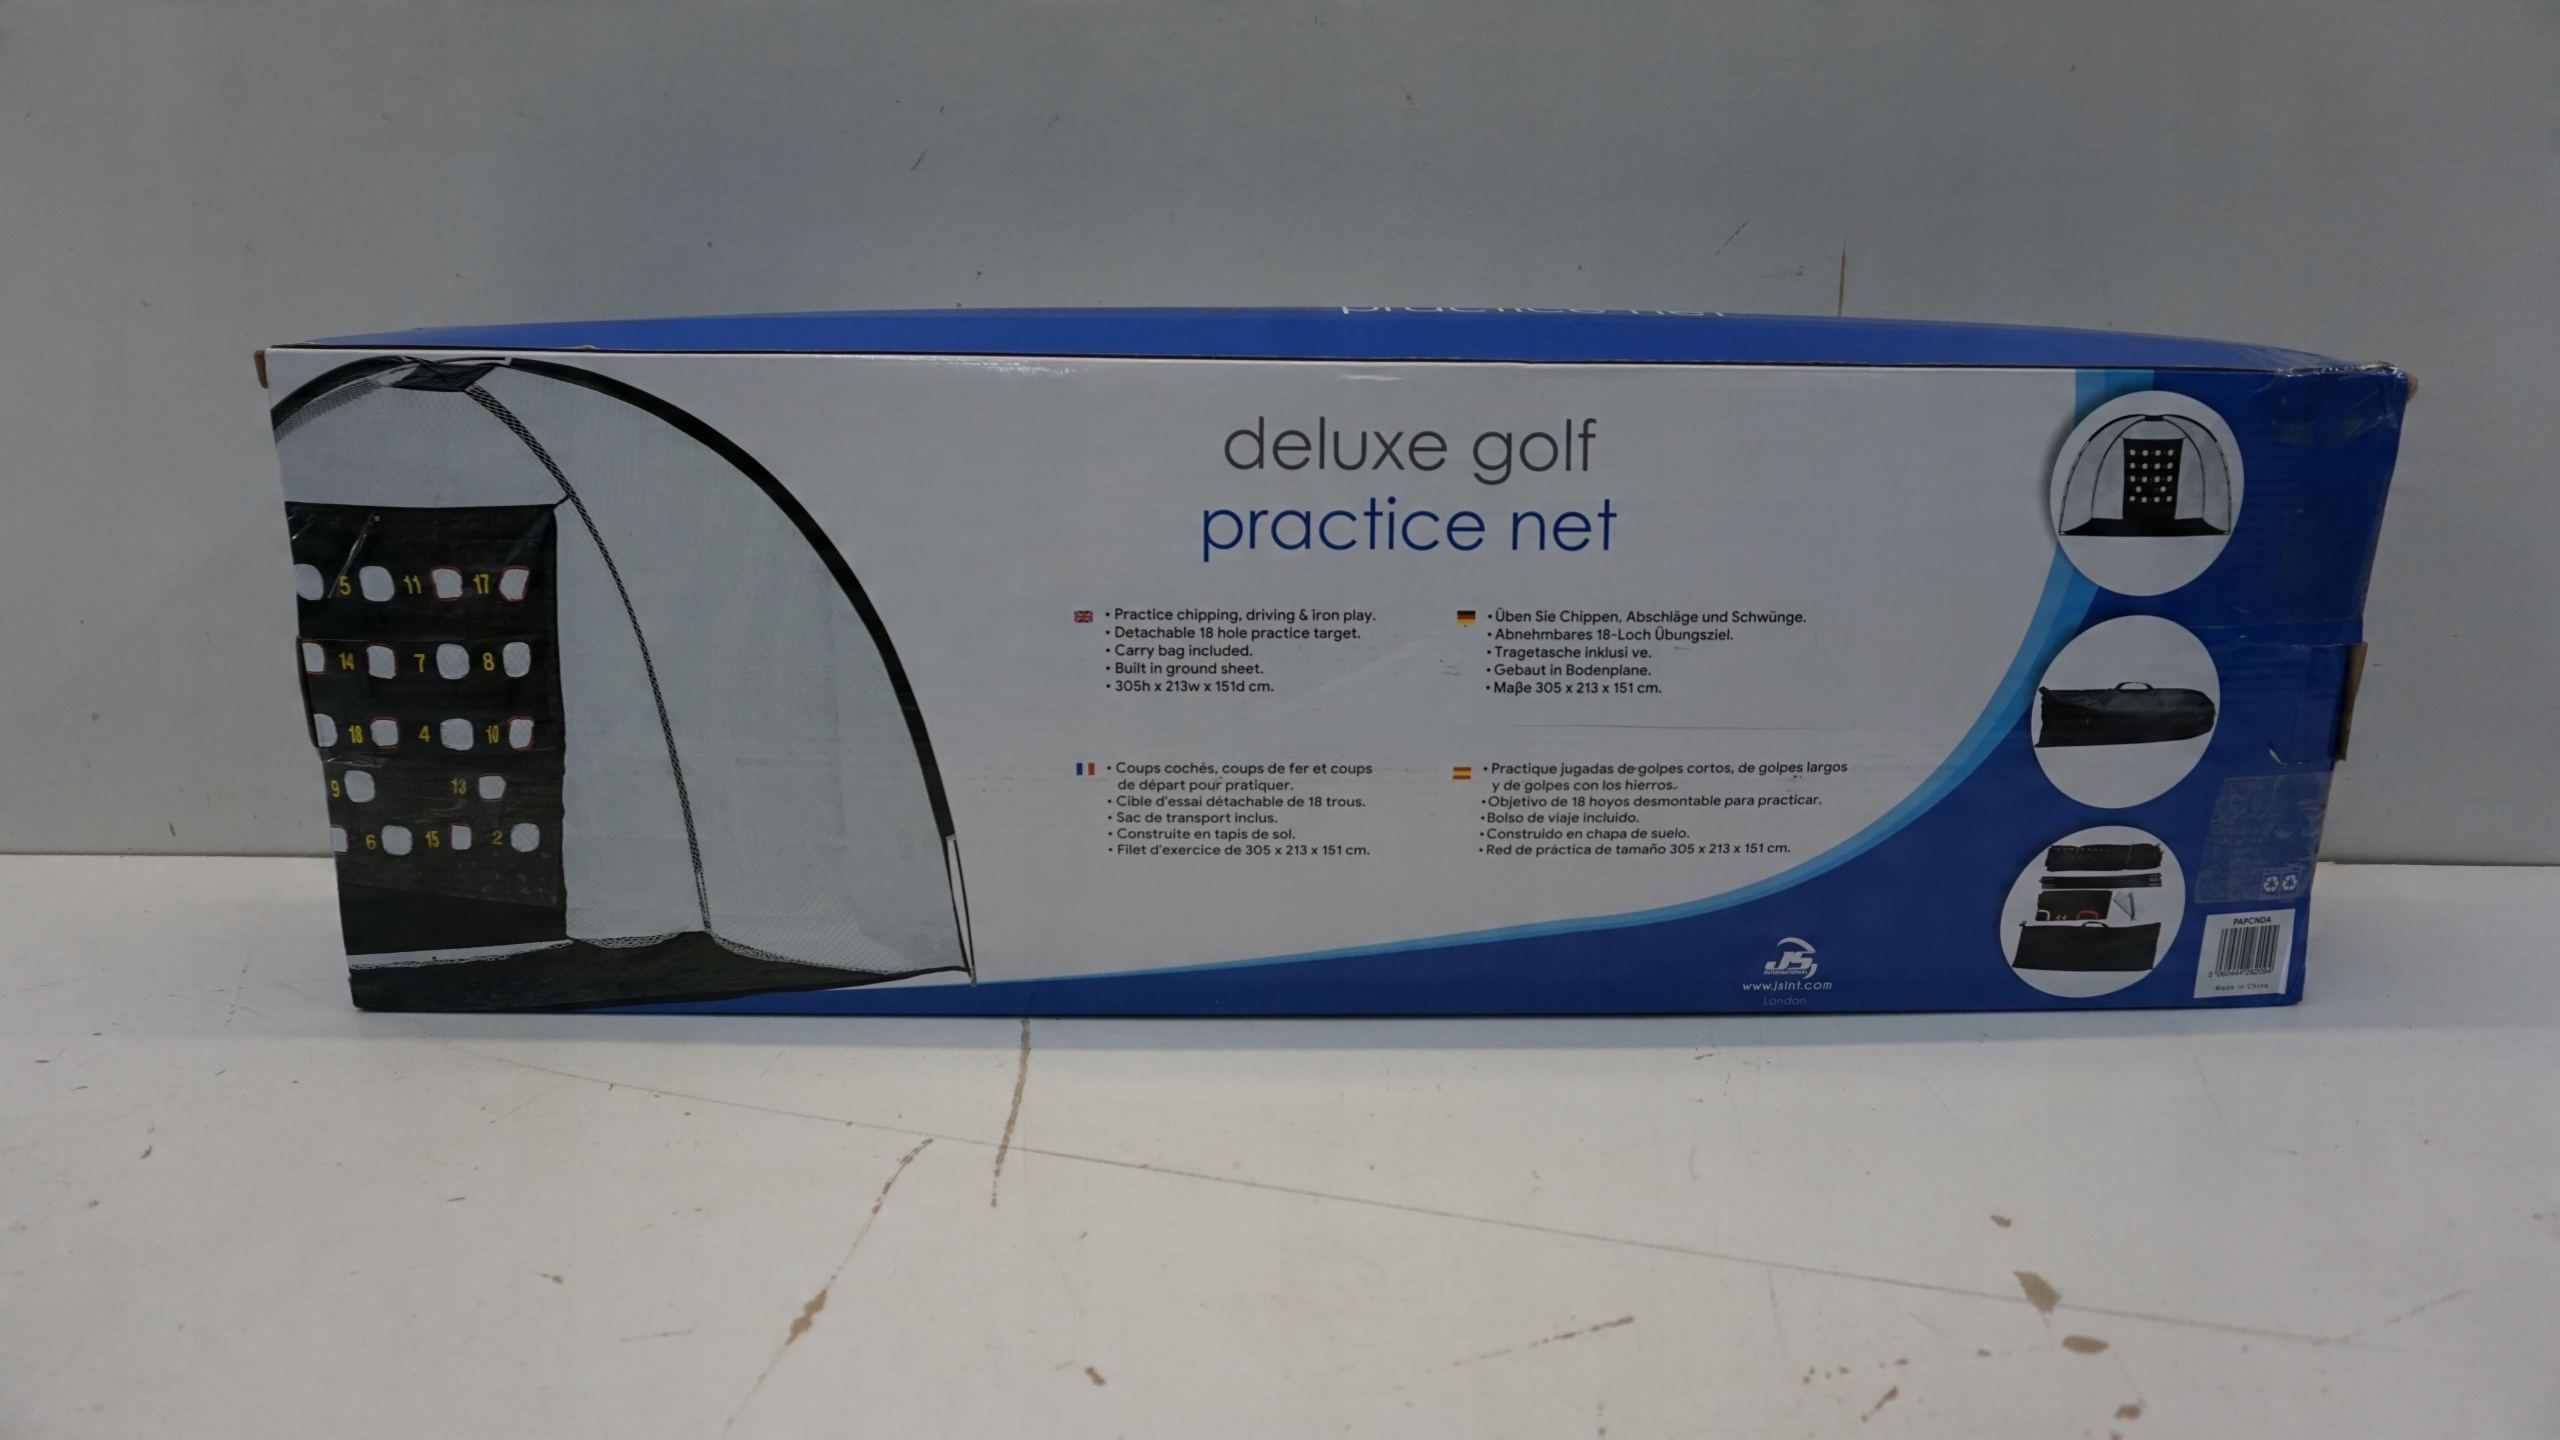 practice net
deluxe golf
practice net
• Practice chipping, driving & iron play.
• Detachable 18 hole practice target.
• Carry bag included.
• Built in ground sheet.
• 305h x 213w x 151d cm.
• Üben Sie Chippen, Abschläge und Schwünge.
• Abnehmbares 18-Loch Übungsziel.
• Tragetasche inklusi ve.
• Gebaut in Bodenplane.
• Maβe 305 x 213 x 151 cm.
• Coups cochés, coups de fer et coups
de départ pour pratiquer.
• Cible d'essai détachable de 18 trous.
• Sac de transport inclus.
• Construite en tapis de sol.
• Filet d'exercice de 305 x 213 x 151 cm.
• Practique jugadas de golpes cortos, de golpes largos
y de golpes con los hierros.
• Objetivo de 18 hoyos desmontable para practicar.
• Bolso de viaje incluido.
• Construido en chapa de suelo.
• Red de práctica de tamaño 305 x 213 x 151 cm.
5 11 17
14 7 8
18 4 10
9 13
6 15 2
JS
INTERNATIONAL
www.jsint.com
London
11
PAPCNDA
Made in China